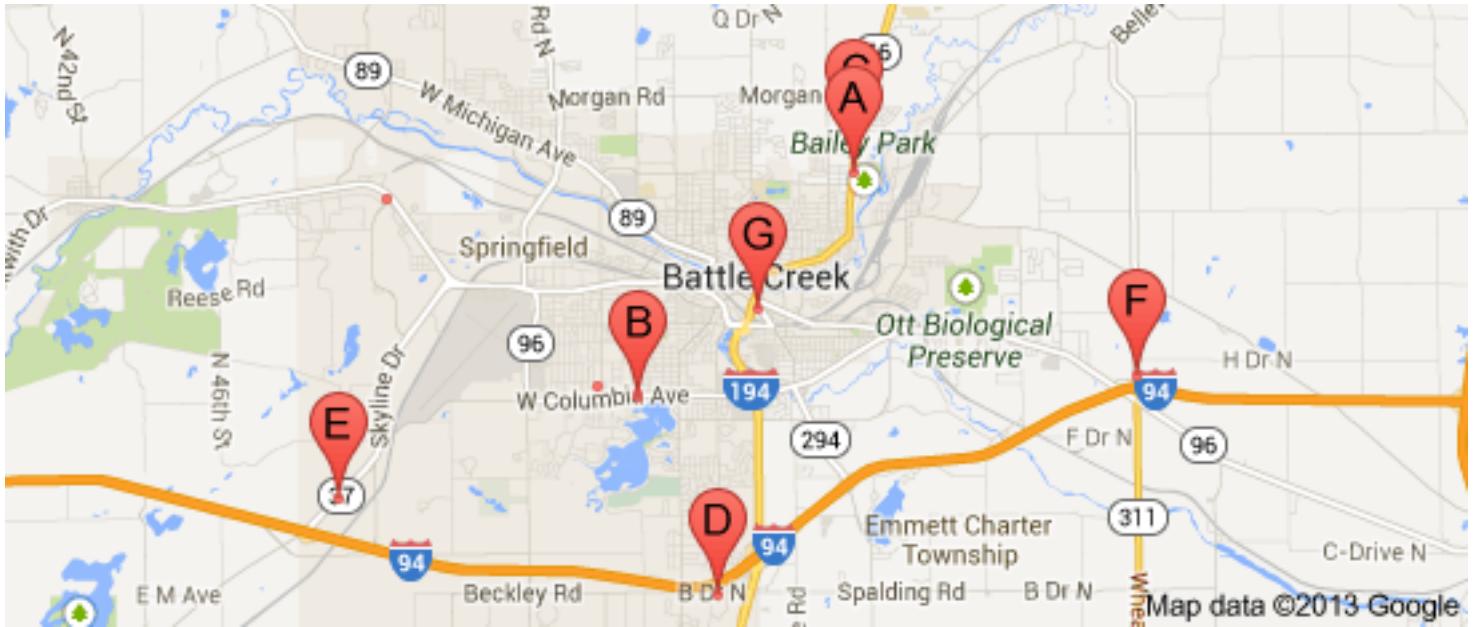 Q Dr N
N 42nd St
Rd N
89
W Michigan Ave
Morgan Rd
Morgan
A
Bailey Park
89
Springfield
G
Battle Creek
Reese Rd
B
F
Ott Biological
Preserve
96
H Dr N
194
94
W Columbia Ave
N 46th St
Skyline Dr
E
294
F Dr N
96
37
D
311
94
Emmett Charter
Township
C-Drive N
94
E M Ave
Beckley Rd
B Dr N
Spalding Rd
B Dr N
Map data ©2013 Google